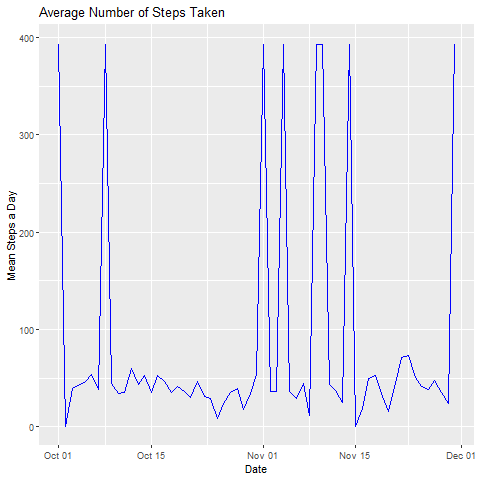 Average Number of Steps Taken
400
300
200
100
0
Mean Steps a Day
Oct 01 Oct 15 Nov 01 Nov 15 Dec 01
Date